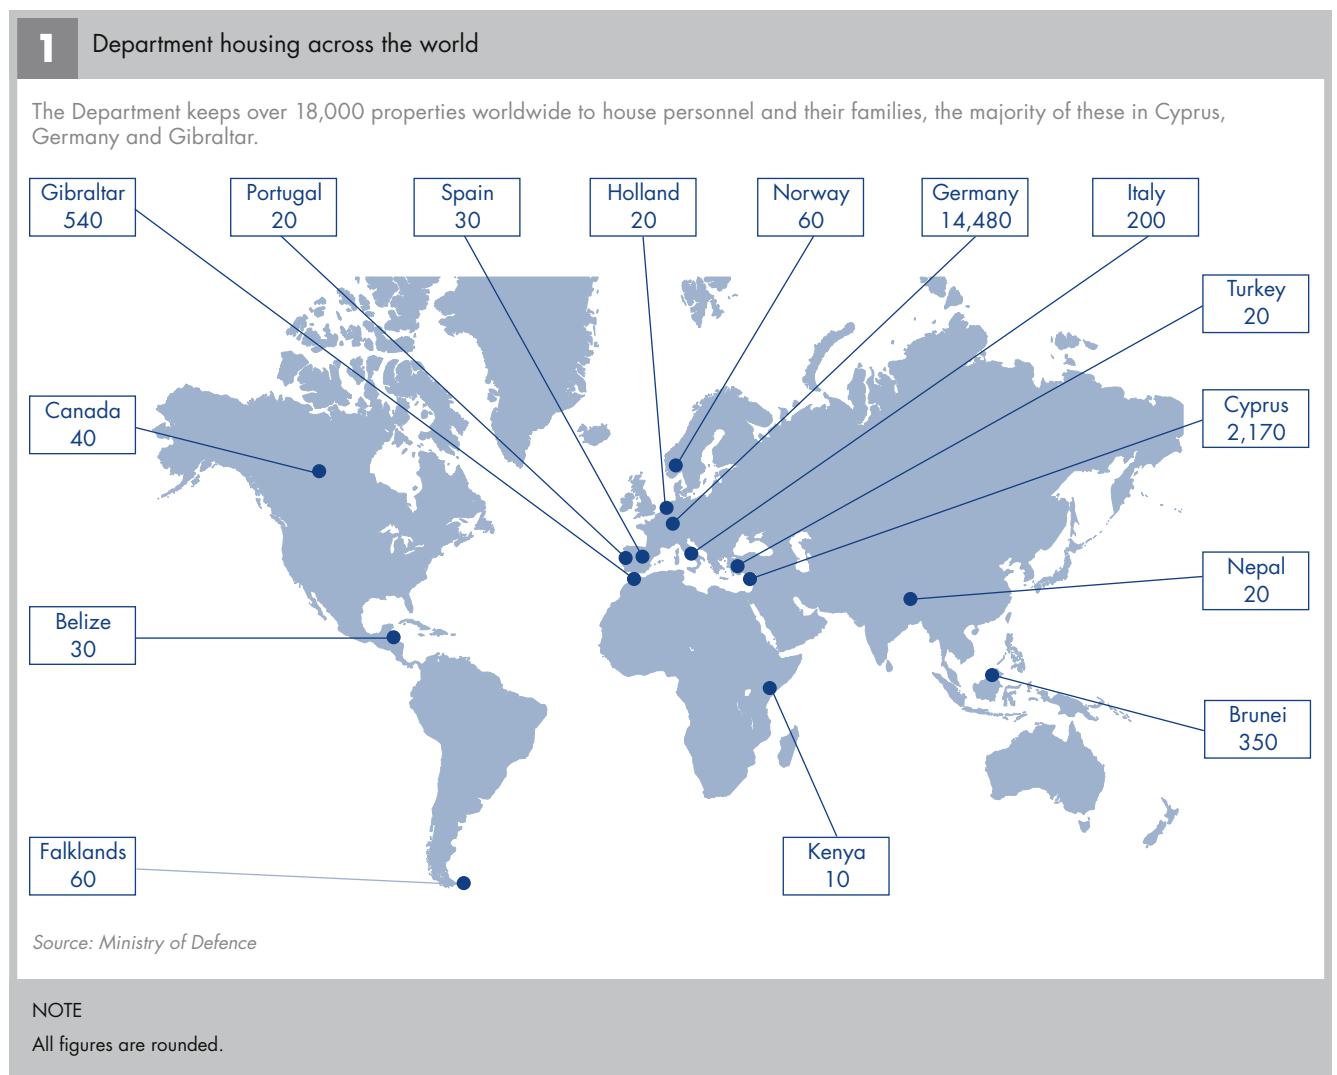 1
Department housing across the world
The Department keeps over 18,000 properties worldwide to house personnel and their families, the majority of these in Cyprus,
Germany and Gibraltar.
Gibraltar
540
Portugal
20
Spain
30
Holland
20
Norway
60
Germany
14,480
Italy
200
Turkey
20
Canada
40
Cyprus
2,170
Nepal
20
Belize
30
Brunei
350
Falklands
60
Kenya
10
Source: Ministry of Defence
NOTE
All figures are rounded.